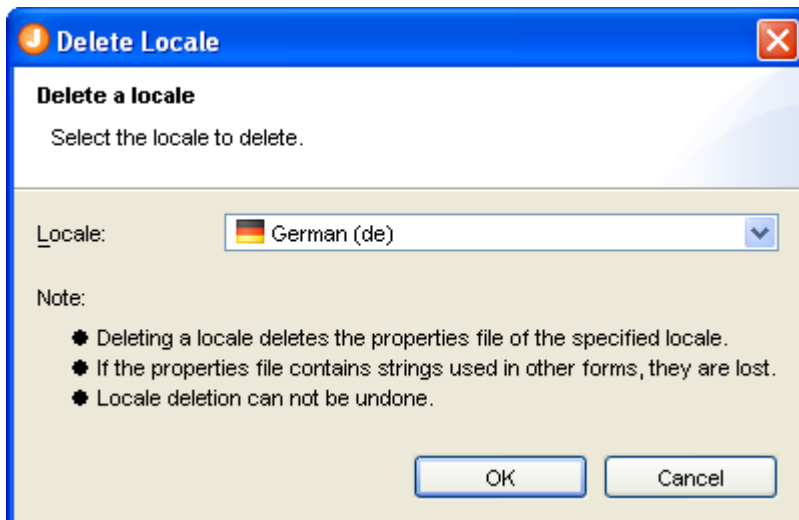 Delete Locale
Delete a locale
Select the locale to delete.
Locale: German (de)
Note:
Deleting a locale deletes the properties file of the specified locale.
If the properties file contains strings used in other forms, they are lost.
Locale deletion can not be undone.
OK Cancel